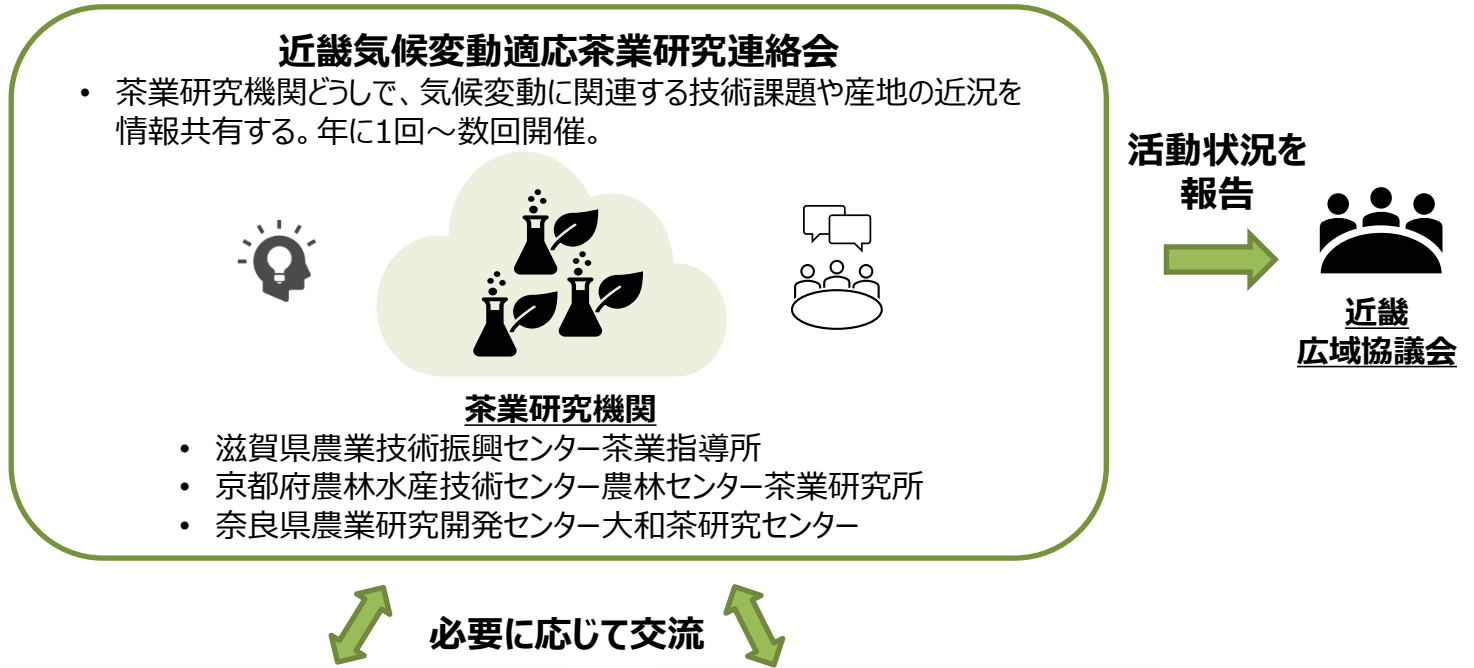 近畿気候変動適応茶業研究連絡会
• 茶業研究機関どうしで、気候変動に関連する技術課題や産地の近況を
情報共有する。年に1回～数回開催。
活動状況を
報告
近畿
広域協議会
茶業研究機関
• 滋賀県農業技術振興センター茶業指導所
• 京都府農林水産技術センター農林センター茶業研究所
• 奈良県農業研究開発センター大和茶研究センター
必要に応じて交流